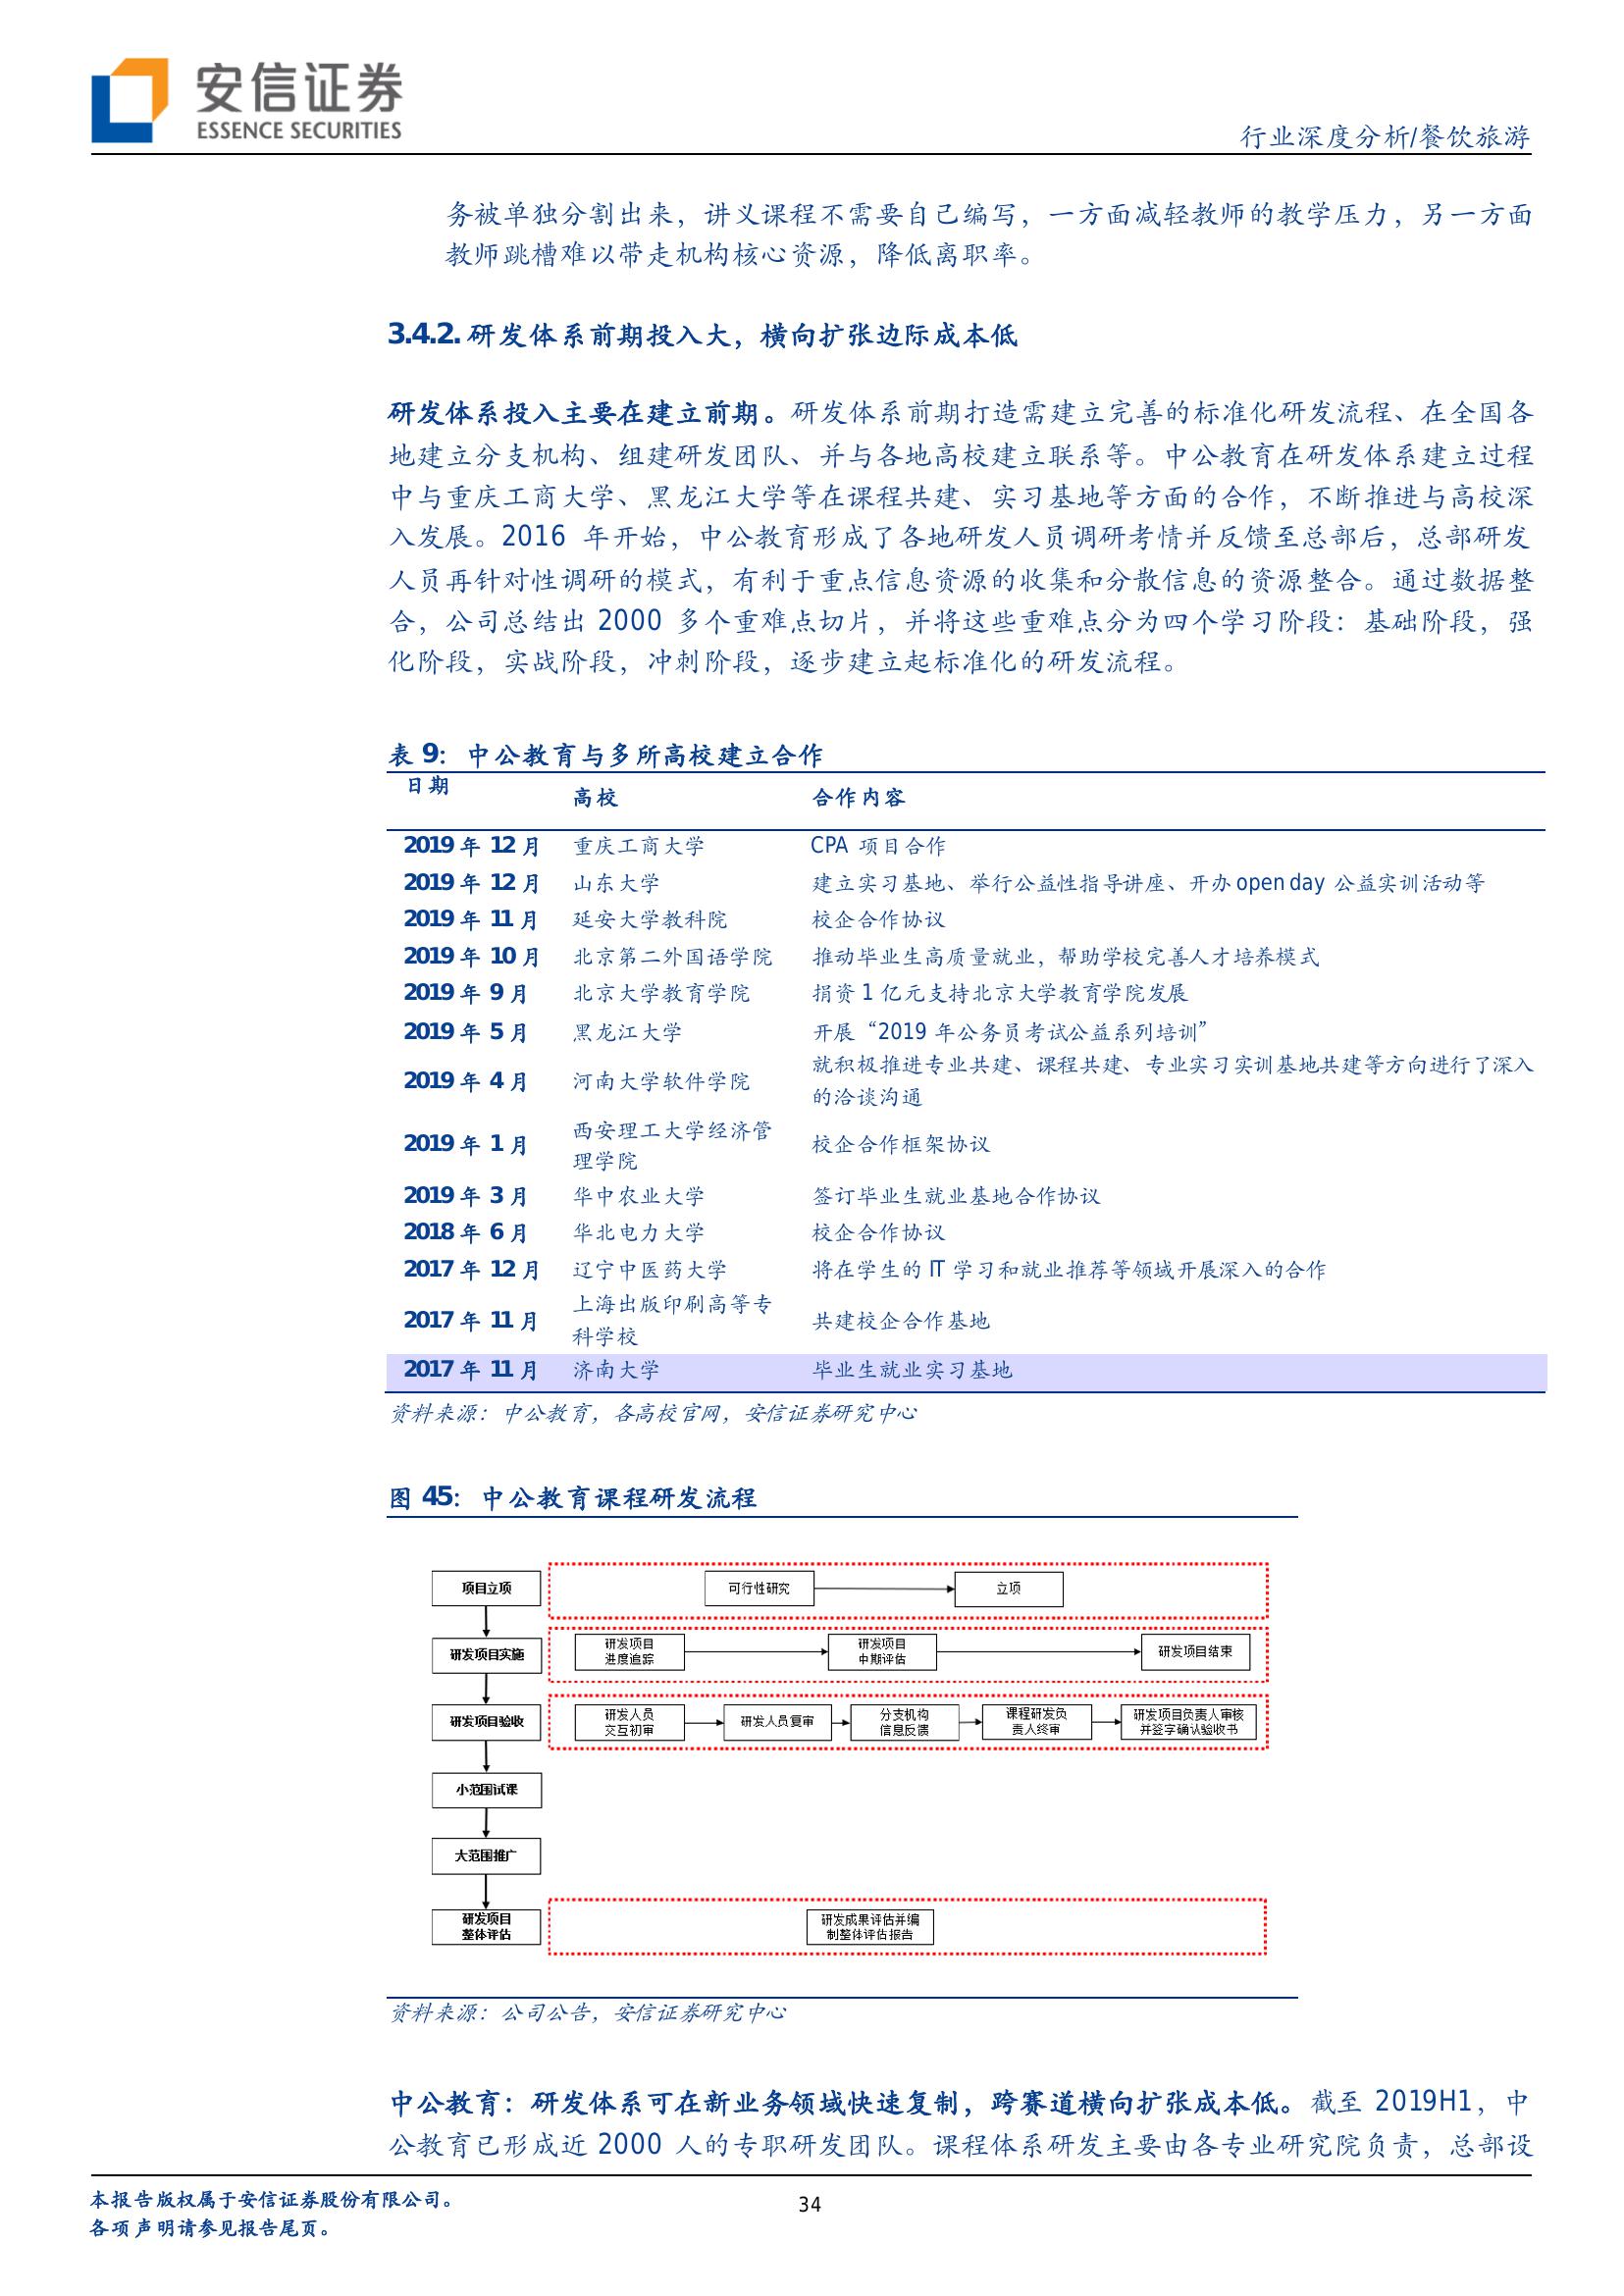 安信证券
ESSENCE SECURITIES
行业深度分析/餐饮旅游
务被单独分割出来，讲义课程不需要自己编写，一方面减轻教师的教学压力，另一方面
教师跳槽难以带走机构核心资源，降低离职率。
3.4.2. 研发体系前期投入大，横向扩张边际成本低
研发体系投入主要在建立前期。研发体系前期打造需建立完善的标准化研发流程、在全国各
地建立分支机构、组建研发团队、并与各地高校建立联系等。中公教育在研发体系建立过程
中与重庆工商大学、黑龙江大学等在课程共建、实习基地等方面的合作，不断推进与高校深
入发展。2016 年开始，中公教育形成了各地研发人员调研考情并反馈至总部后，总部研发
人员再针对性调研的模式，有利于重点信息资源的收集和分散信息的资源整合。通过数据整
合，公司总结出 2000 多个重难点切片，并将这些重难点分为四个学习阶段：基础阶段，强
化阶段，实战阶段，冲刺阶段，逐步建立起标准化的研发流程。
表 9：中公教育与多所高校建立合作
日期 高校 合作内容
2019 年 12 月 重庆工商大学 CPA 项目合作
2019 年 12 月 山东大学 建立实习基地、举行公益性指导讲座、开办 open day 公益实训活动等
2019 年 11 月 延安大学教科院 校企合作协议
2019 年 10 月 北京第二外国语学院 推动毕业生高质量就业，帮助学校完善人才培养模式
2019 年 9 月 北京大学教育学院 捐资 1 亿元支持北京大学教育学院发展
2019 年 5 月 黑龙江大学 开展“2019 年公务员考试公益系列培训”
2019 年 4 月 河南大学软件学院 就积极推进专业共建、课程共建、专业实习实训基地共建等方向进行了深入
的洽谈沟通
2019 年 1 月 西安理工大学经济管 校企合作框架协议
理学院
2019 年 3 月 华中农业大学 签订毕业生就业基地合作协议
2018 年 6 月 华北电力大学 校企合作协议
2017 年 12 月 辽宁中医药大学 将在学生的 IT 学习和就业推荐等领域开展深入的合作
2017 年 11 月 上海出版印刷高等专 共建校企合作基地
科学校
2017 年 11 月 济南大学 毕业生就业实习基地
资料来源：中公教育，各高校官网，安信证券研究中心
图 45：中公教育课程研发流程
项目立项 可行性研究 立项
研发项目实施
研发项目
进度追踪
研发项目
中期评估
研发项目结束
研发项目验收
研发人员
交互初审
研发人员复审
分支机构
信息反馈
课程研发负
责人终审
研发项目负责人审核
并签字确认验收书
小范围试课
大范围推广
研发项目
整体评估
研发成果评估并编
制整体评估报告
资料来源：公司公告，安信证券研究中心
中公教育：研发体系可在新业务领域快速复制，跨赛道横向扩张成本低。截至 2019H1，中
公教育已形成近 2000 人的专职研发团队。课程体系研发主要由各专业研究院负责，总部设
本报告版权属于安信证券股份有限公司。
各项声明请参见报告尾页。
34